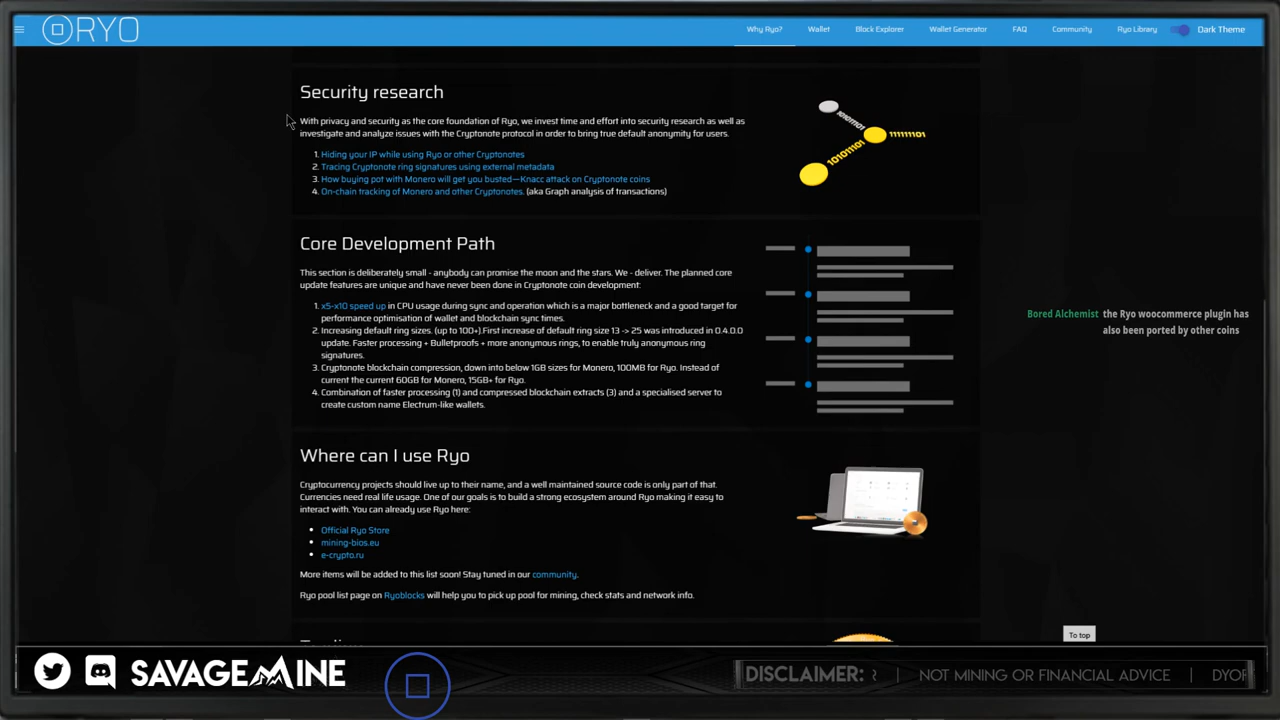 RYO
Why Ryo?
Wallet
Block Explorer
Wallet Generator
FAQ
Community
Ryo Library
Dark Theme
Security research
With privacy and security as the core foundation of Ryo, we invest time and effort into security research as well as
investigate and analyze issues with the Cryptonote protocol in order to bring true default anonymity for users.
1. Hiding your IP while using Ryo or other Cryptonotes
2. Tracing Cryptonote ring signatures using external metadata
3. How buying pot with Monero will get you busted—Knacc attack on Cryptonote coins
4. On-chain tracking of Monero and other Cryptonotes. (aka Graph analysis of transactions)
11111101
10101101
Core Development Path
This section is deliberately small - anybody can promise the moon and the stars. We - deliver. The planned core
update features are unique and have never been done in Cryptonote coin development:
1. x5-x10 speed up in CPU usage during sync and operation which is a major bottleneck and a good target for
performance optimisation of wallet and blockchain sync times.
2. Increasing default ring sizes. (up to 100+).First increase of default ring size 13 -> 25 was introduced in 0.4.0.0
update. Faster processing + Bulletproofs + more anonymous rings, to enable truly anonymous ring
signatures.
3. Cryptonote blockchain compression, down into below 1GB sizes for Monero, 100MB for Ryo. Instead of
current the current 60GB for Monero, 15GB+ for Ryo.
4. Combination of faster processing (1) and compressed blockchain extracts (3) and a specialised server to
create custom name Electrum-like wallets.
Bored Alchemist the Ryo woocommerce plugin has
also been ported by other coins
Where can I use Ryo
Cryptocurrency projects should live up to their name, and a well maintained source code is only part of that.
Currencies need real life usage. One of our goals is to build a strong ecosystem around Ryo making it easy to
interact with. You can already use Ryo here:
Official Ryo Store
mining-bios.eu
e-crypto.ru
More items will be added to this list soon! Stay tuned in our community.
Ryo pool list page on Ryoblocks will help you to pick up pool for mining, check stats and network info.
To top
SAVAGEMINE
DISCLAIMER: | NOT MINING OR FINANCIAL ADVICE | DYOR